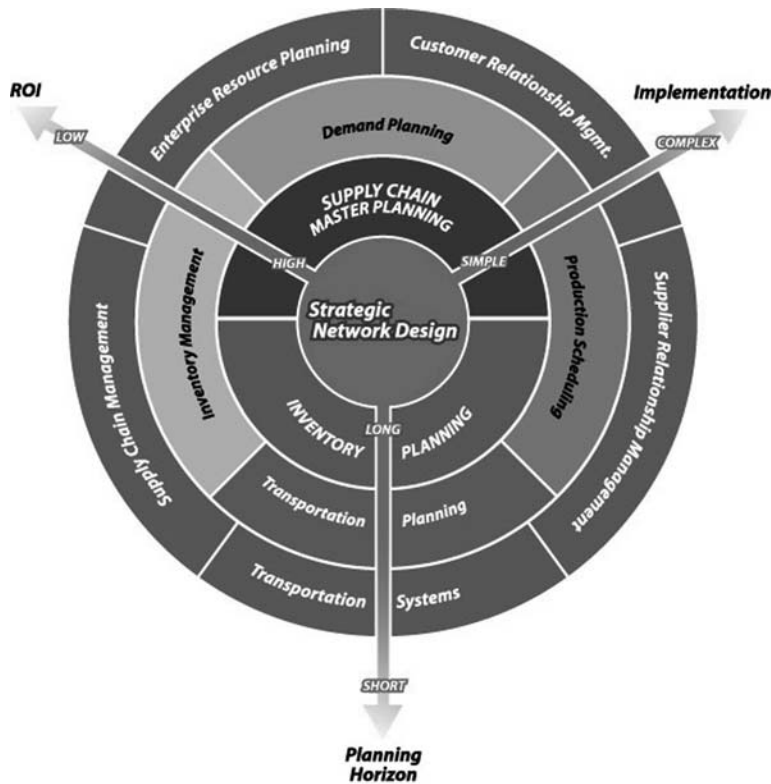 Enterprise Resource Planning
Customer Relationship Mgmt.
ROI
Implementation
LOW
COMPLEX
Demand Planning
SUPPLY CHAIN
MASTER PLANNING
HIGH
SIMPLE
Inventory Management
Production Scheduling
Supply Chain Management
Supplier Relationship Management
Strategic
Network Design
LONG
INVENTORY PLANNING
Transportation Planning
Transportation Systems
SHORT
Planning
Horizon